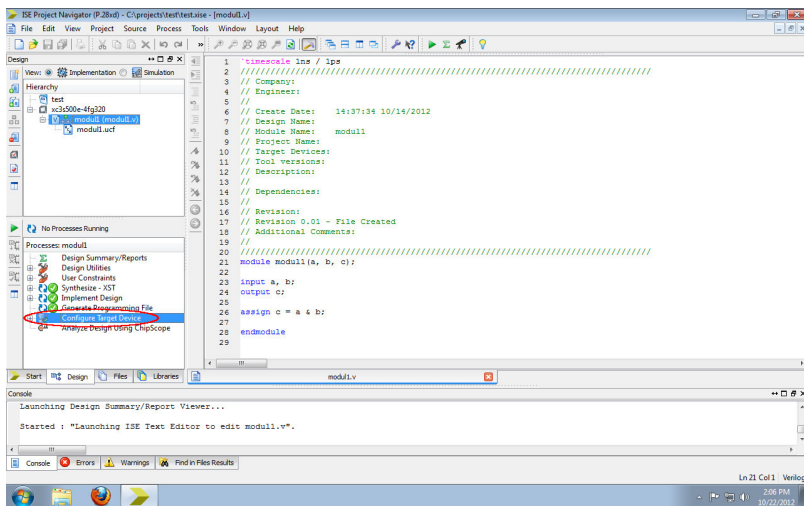 ISE Project Navigator (P.28xd) - C:\projects\test\test.xise - [modul1.v]
File Edit View Project Source Process Tools Window Layout Help
Design
View: Implementation Simulation
Hierarchy
test
xc3s500e-4fg320
modul1 (modul1.v)
modul1.ucf
No Processes Running
Processes: modul1
Design Summary/Reports
Design Utilities
User Constraints
Synthesize - XST
Implement Design
Generate Programming File
Configure Target Device
Analyze Design Using ChipScope
Start Design Files Libraries
1 `timescale 1ns / 1ps
2 //////////////////////////////////////////////////////////////////////////////////
3 // Company:
4 // Engineer:
5 //
6 // Create Date: 14:37:34 10/14/2012
7 // Design Name:
8 // Module Name: modul1
9 // Project Name:
10 // Target Devices:
11 // Tool versions:
12 // Description:
13 //
14 // Dependencies:
15 //
16 // Revision:
17 // Revision 0.01 - File Created
18 // Additional Comments:
19 //
20 //////////////////////////////////////////////////////////////////////////////////
21 module modul1(a, b, c);
22
23 input a, b;
24 output c;
25
26 assign c = a & b;
27
28 endmodule
29
modul1.v
Console
Launching Design Summary/Report Viewer...
Started : "Launching ISE Text Editor to edit modul1.v".
Console Errors Warnings Find in Files Results
Ln 21 Col 1 Verilog
2:06 PM
10/22/2012